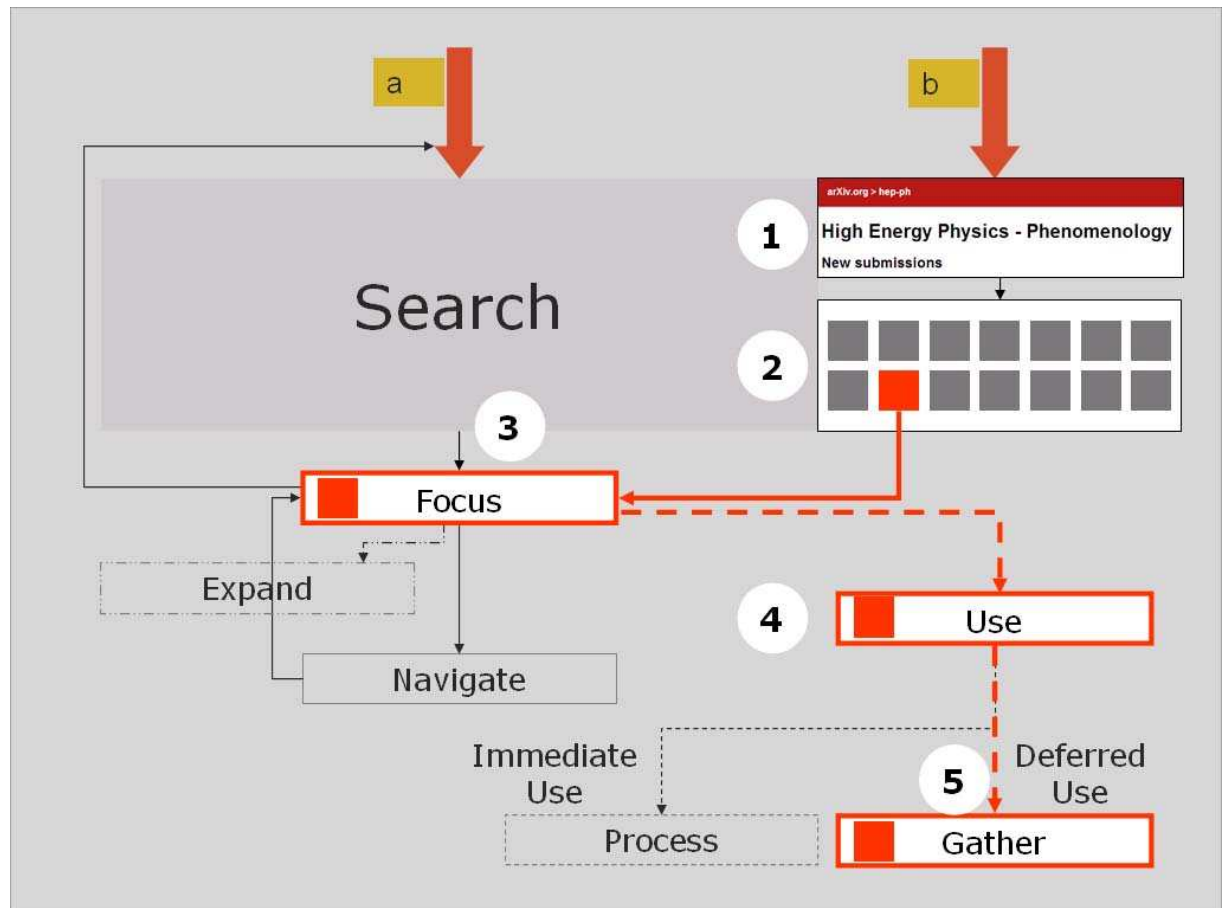 a
b
arXiv.org > hep-ph
1
High Energy Physics - Phenomenology
New submissions
Search
2
3
Focus
Expand
4
Use
Navigate
Immediate
Use
5
Deferred
Use
Process
Gather